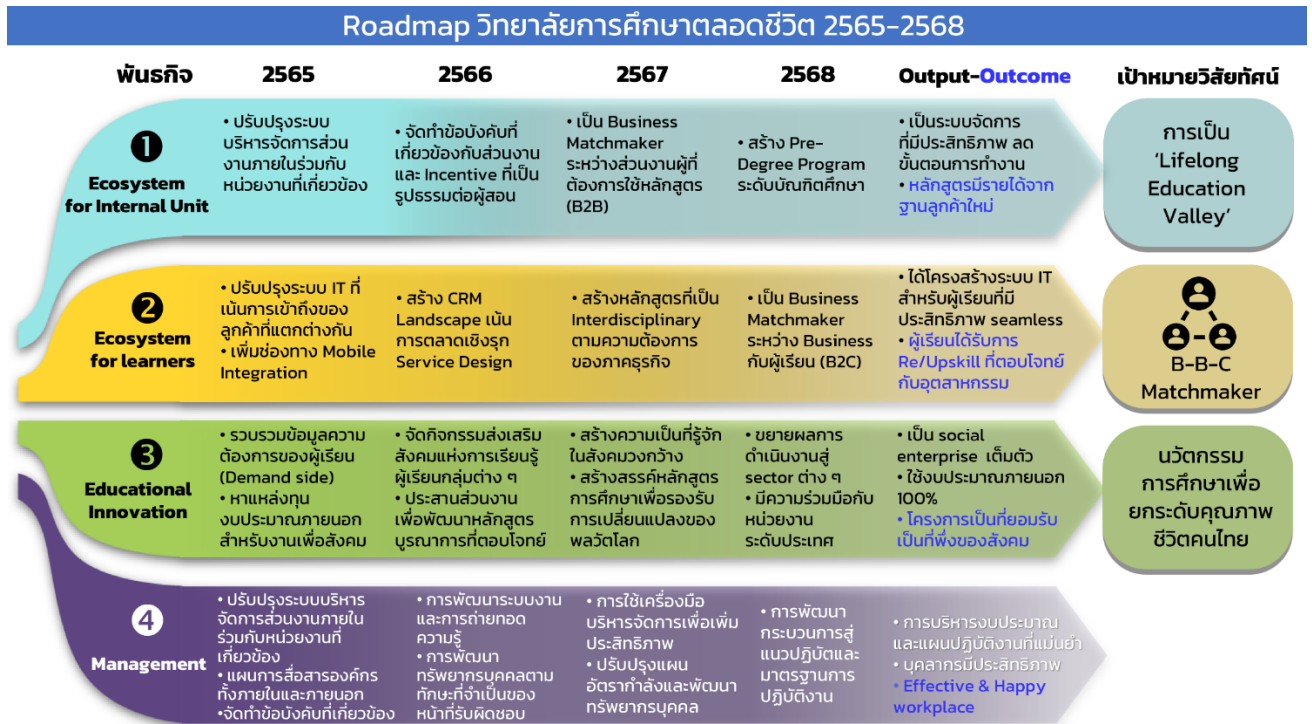 Roadmap วิทยาลัยการศึกษาตลอดชีวิต 2565-2568
พันธกิจ
2565
2566
2567
2568
Output-Outcome
เป้าหมายวิสัยทัศน์
1
Ecosystem
for Internal Unit
• ปรับปรุงระบบ
บริหารจัดการส่วน
งานภายในร่วมกับ
หน่วยงานที่เกี่ยวข้อง
• จัดทำข้อบังคับที่
เกี่ยวข้องกับส่วนงาน
และ Incentive ที่เป็น
รูปธรรมต่อผู้สอน
• เป็น Business
Matchmaker
ระหว่างส่วนงานผู้ที่
ต้องการใช้หลักสูตร
(B2B)
• สร้าง Pre-
Degree Program
ระดับบัณฑิตศึกษา
• เป็นระบบจัดการ
ที่มีประสิทธิภาพ ลด
ขั้นตอนการทำงาน
• หลักสูตรมีรายได้จาก
ฐานลูกค้าใหม่
การเป็น
'Lifelong
Education
Valley'
2
Ecosystem
for learners
• ปรับปรุงระบบ IT ที่
เน้นการเข้าถึงของ
ลูกค้าที่แตกต่างกัน
• เพิ่มช่องทาง Mobile
Integration
• สร้าง CRM
Landscape เน้น
การตลาดเชิงรุก
Service Design
• สร้างหลักสูตรที่เป็น
Interdisciplinary
ตามความต้องการ
ของภาคธุรกิจ
• เป็น Business
Matchmaker
ระหว่าง Business
กับผู้เรียน (B2C)
• ได้โครงสร้างระบบ IT
สำหรับผู้เรียนที่มี
ประสิทธิภาพ seamless
• ผู้เรียนได้รับการ
Re/Upskill ที่ตอบโจทย์
กับอุตสาหกรรม
B-B-C
Matchmaker
3
Educational
Innovation
• รวบรวมข้อมูลความ
ต้องการของผู้เรียน
(Demand side)
• หาแหล่งทุน
งบประมาณภายนอก
สำหรับงานเพื่อสังคม
• จัดกิจกรรมส่งเสริม
สังคมแห่งการเรียนรู้
ผู้เรียนกลุ่มต่าง ๆ
• ประสานส่วนงาน
เพื่อพัฒนาหลักสูตร
บูรณาการที่ตอบโจทย์
• สร้างความเป็นที่รู้จัก
ในสังคมวงกว้าง
• สร้างสรรค์หลักสูตร
การศึกษาเพื่อรองรับ
การเปลี่ยนแปลงของ
พลวัตโลก
• ขยายผลการ
ดำเนินงานสู่
sector ต่าง ๆ
• มีความร่วมมือกับ
หน่วยงาน
ระดับประเทศ
• เป็น social
enterprise เต็มตัว
• ใช้งบประมาณภายนอก
100%
• โครงการเป็นที่ยอมรับ
เป็นที่พึ่งของสังคม
นวัตกรรม
การศึกษาเพื่อ
ยกระดับคุณภาพ
ชีวิตคนไทย
4
Management
• ปรับปรุงระบบบริหาร
จัดการส่วนงานภายใน
ร่วมกับหน่วยงานที่
เกี่ยวข้อง
• แผนการสื่อสารองค์กร
ทั้งภายในและภายนอก
•จัดทำข้อบังคับที่เกี่ยวข้อง
• การพัฒนาระบบงาน
และการถ่ายทอด
ความรู้
• การพัฒนา
ทรัพยากรบุคคลตาม
ทักษะที่จำเป็นของ
หน้าที่รับผิดชอบ
• การใช้เครื่องมือ
บริหารจัดการเพื่อเพิ่ม
ประสิทธิภาพ
• ปรับปรุงแผน
อัตรากำลังและพัฒนา
ทรัพยากรบุคคล
• การพัฒนา
กระบวนการสู่
แนวปฏิบัติและ
มาตรฐานการ
ปฏิบัติงาน
• การบริหารงบประมาณ
และแผนปฏิบัติงานที่แม่นยำ
• บุคลากรมีประสิทธิภาพ
• Effective & Happy
workplace